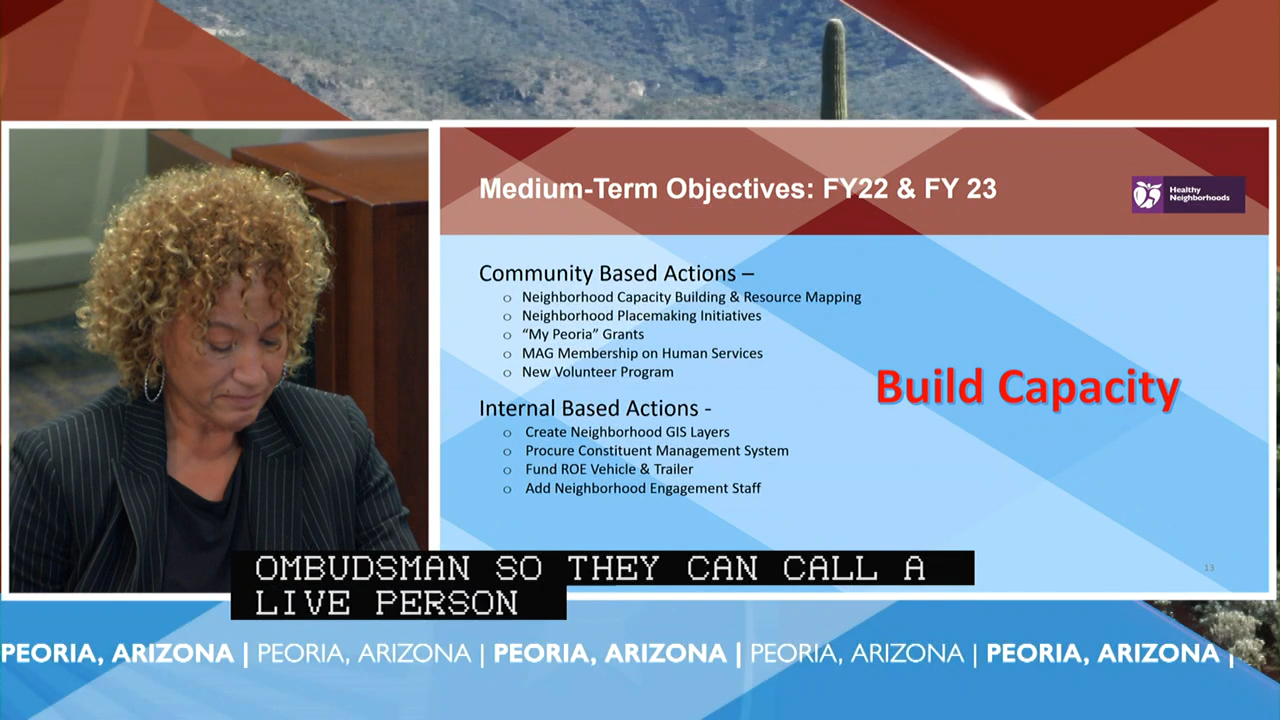 Medium-Term Objectives: FY22 & FY 23
Healthy
Neighborhoods
Community Based Actions –
o Neighborhood Capacity Building & Resource Mapping
o Neighborhood Placemaking Initiatives
o “My Peoria” Grants
o MAG Membership on Human Services
o New Volunteer Program
Build Capacity
Internal Based Actions -
o Create Neighborhood GIS Layers
o Procure Constituent Management System
o Fund ROE Vehicle & Trailer
o Add Neighborhood Engagement Staff
13
OMBUDSMAN SO THEY CAN CALL A
LIVE PERSON
PEORIA, ARIZONA | PEORIA, ARIZONA | PEORIA, ARIZONA | PEORIA, ARIZONA | PEORIA, ARIZONA |